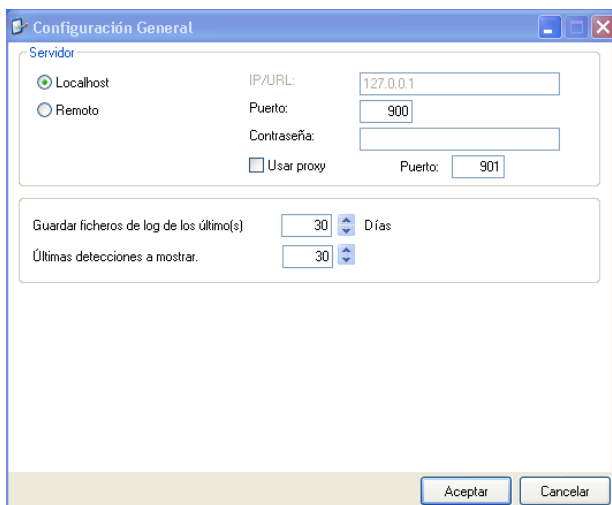 Configuración General
Servidor
Localhost IP/URL: 127.0.0.1
Remoto Puerto: 900
Contraseña:
Usar proxy Puerto: 901
Guardar ficheros de log de los último(s) 30 Días
Últimas detecciones a mostrar. 30
Aceptar Cancelar